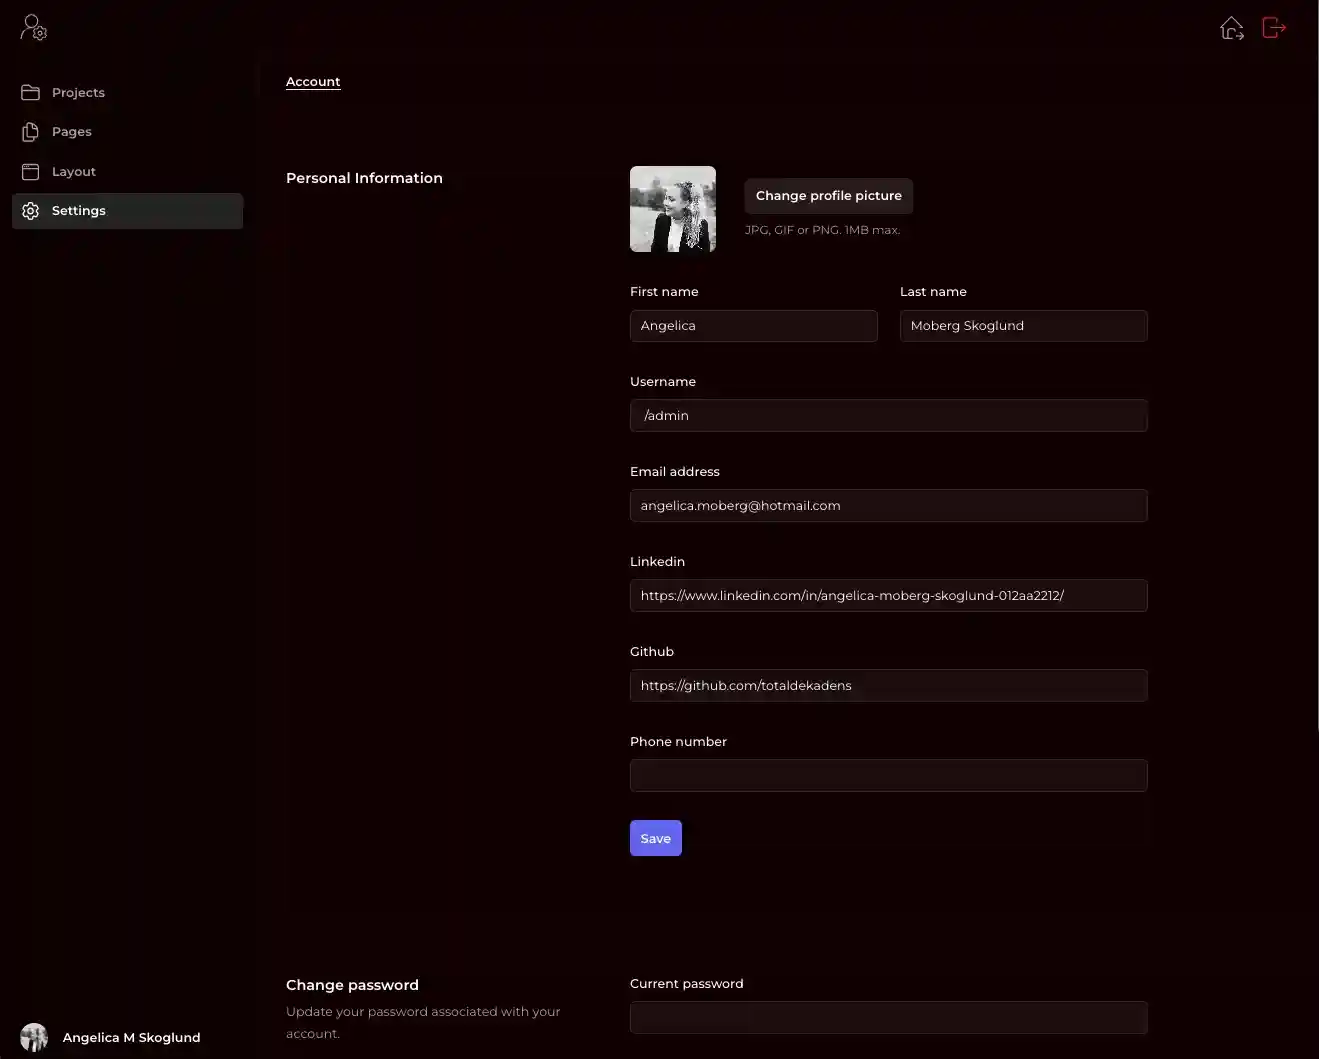 Projects
Pages
Layout
Settings
Account
Personal Information
Change profile picture
JPG, GIF or PNG. 1MB max.
First name
Last name
Angelica
Moberg Skoglund
Username
/admin
Email address
angelica.moberg@hotmail.com
Linkedin
https://www.linkedin.com/in/angelica-moberg-skoglund-012aa2212/
Github
https://github.com/totaldekadens
Phone number
Save
Change password
Update your password associated with your
account.
Current password
Angelica M Skoglund